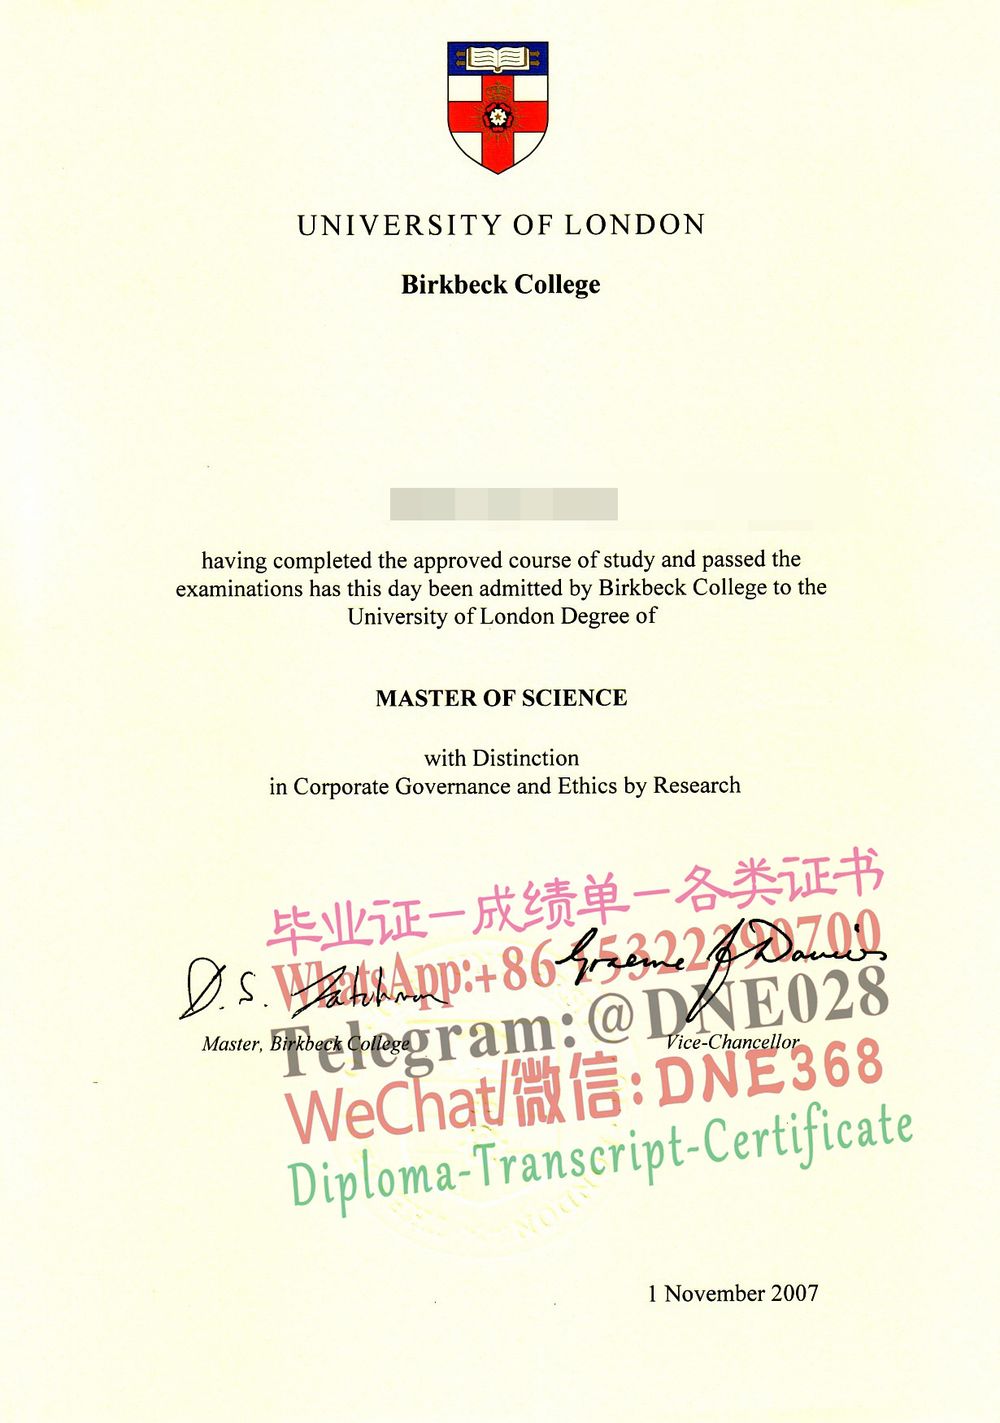 UNIVERSITY OF LONDON
Birkbeck College
having completed the approved course of study and passed the
examinations has this day been admitted by Birkbeck College to the
University of London Degree of
MASTER OF SCIENCE
with Distinction
in Corporate Governance and Ethics by Research
毕业证一成绩单一各类证书
WhatsApp:+86 15322390700
Graeme J Davies
D. S.
Telegram:@DNE028
Master, Birkbeck College
Vice-Chancellor
WeChat/微信:DNE368
Diploma-Transcript-Certificate
1 November 2007